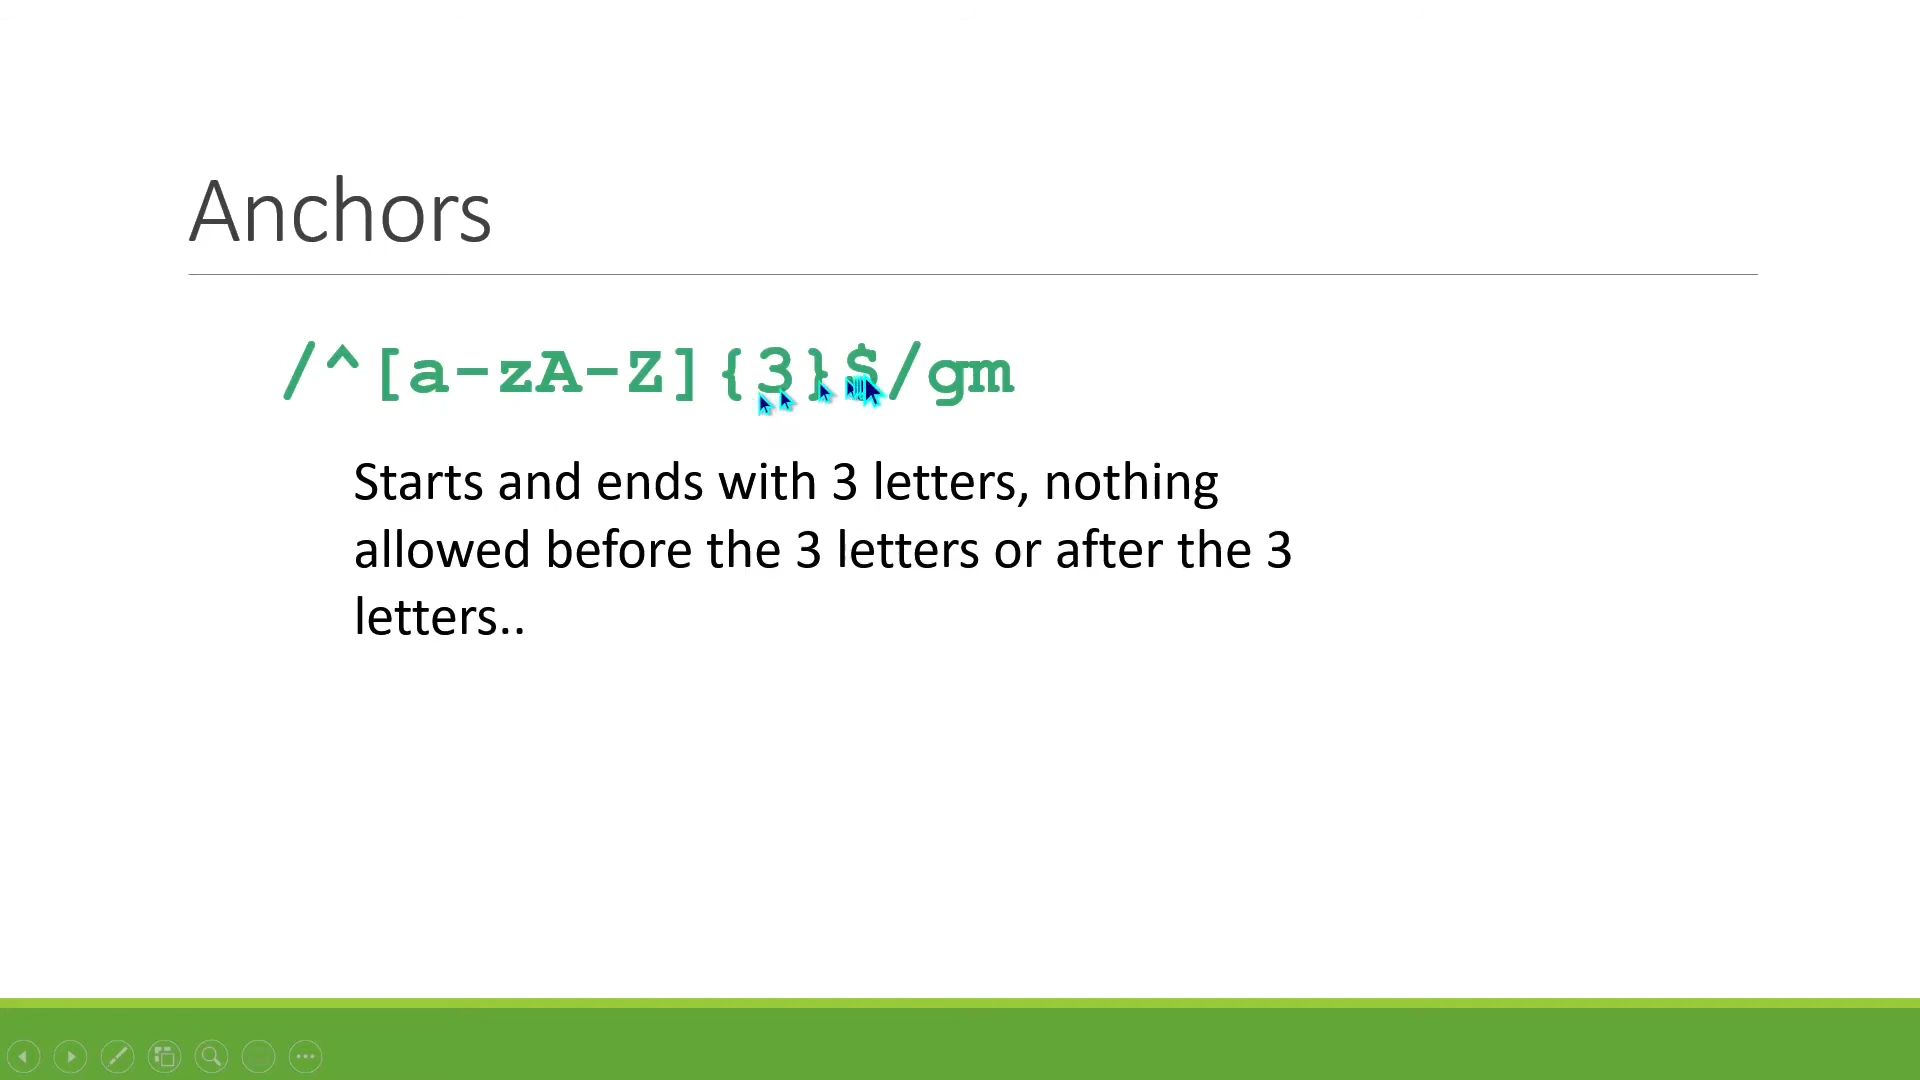 Anchors
/^[a-zA-Z]{3}$/gm
Starts and ends with 3 letters, nothing
allowed before the 3 letters or after the 3
letters..